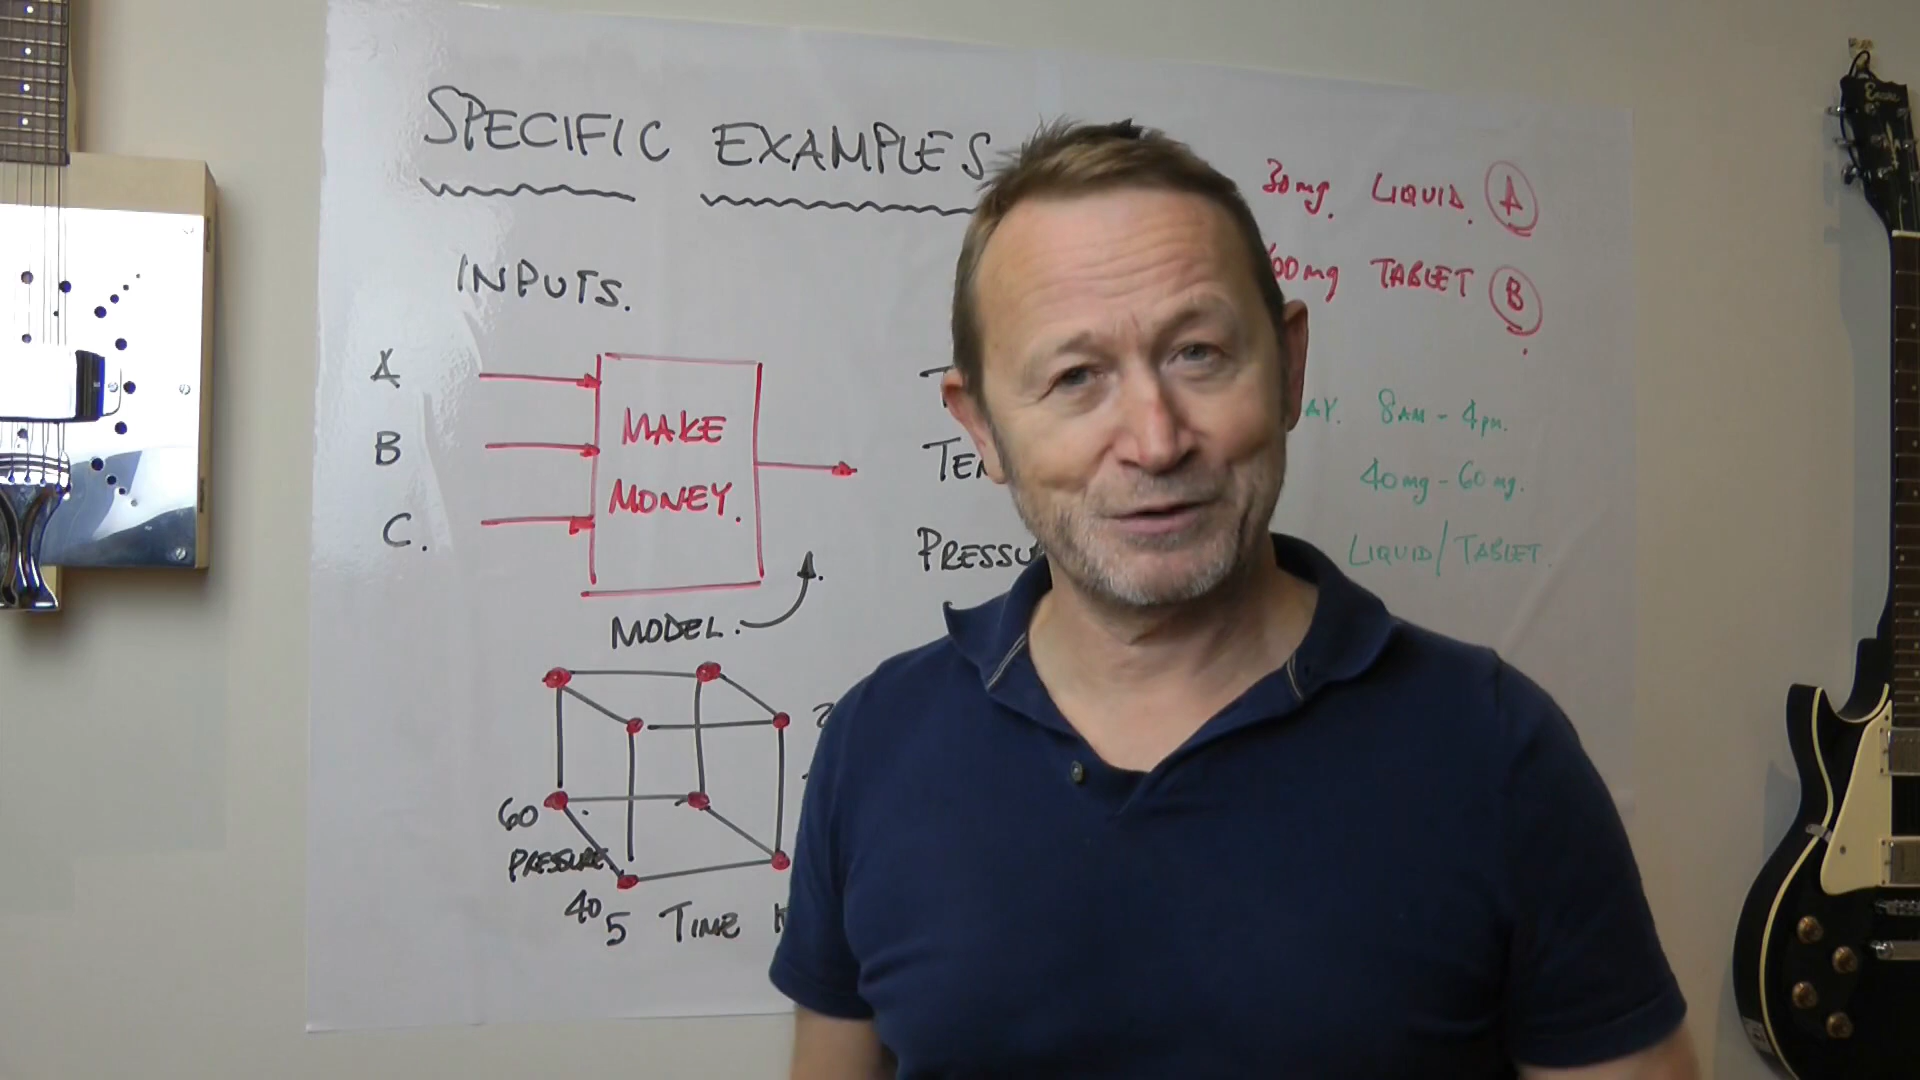 SPECIFIC EXAMPLES
INPUTS.
A
B
C.
MAKE
MONEY.
MODEL.
60
PRESSURE.
40
5 TIME
30mg. LIQUID. A
00mg TABLET B
8AM - 4PM.
40mg - 60mg.
LIQUID/TABLET.